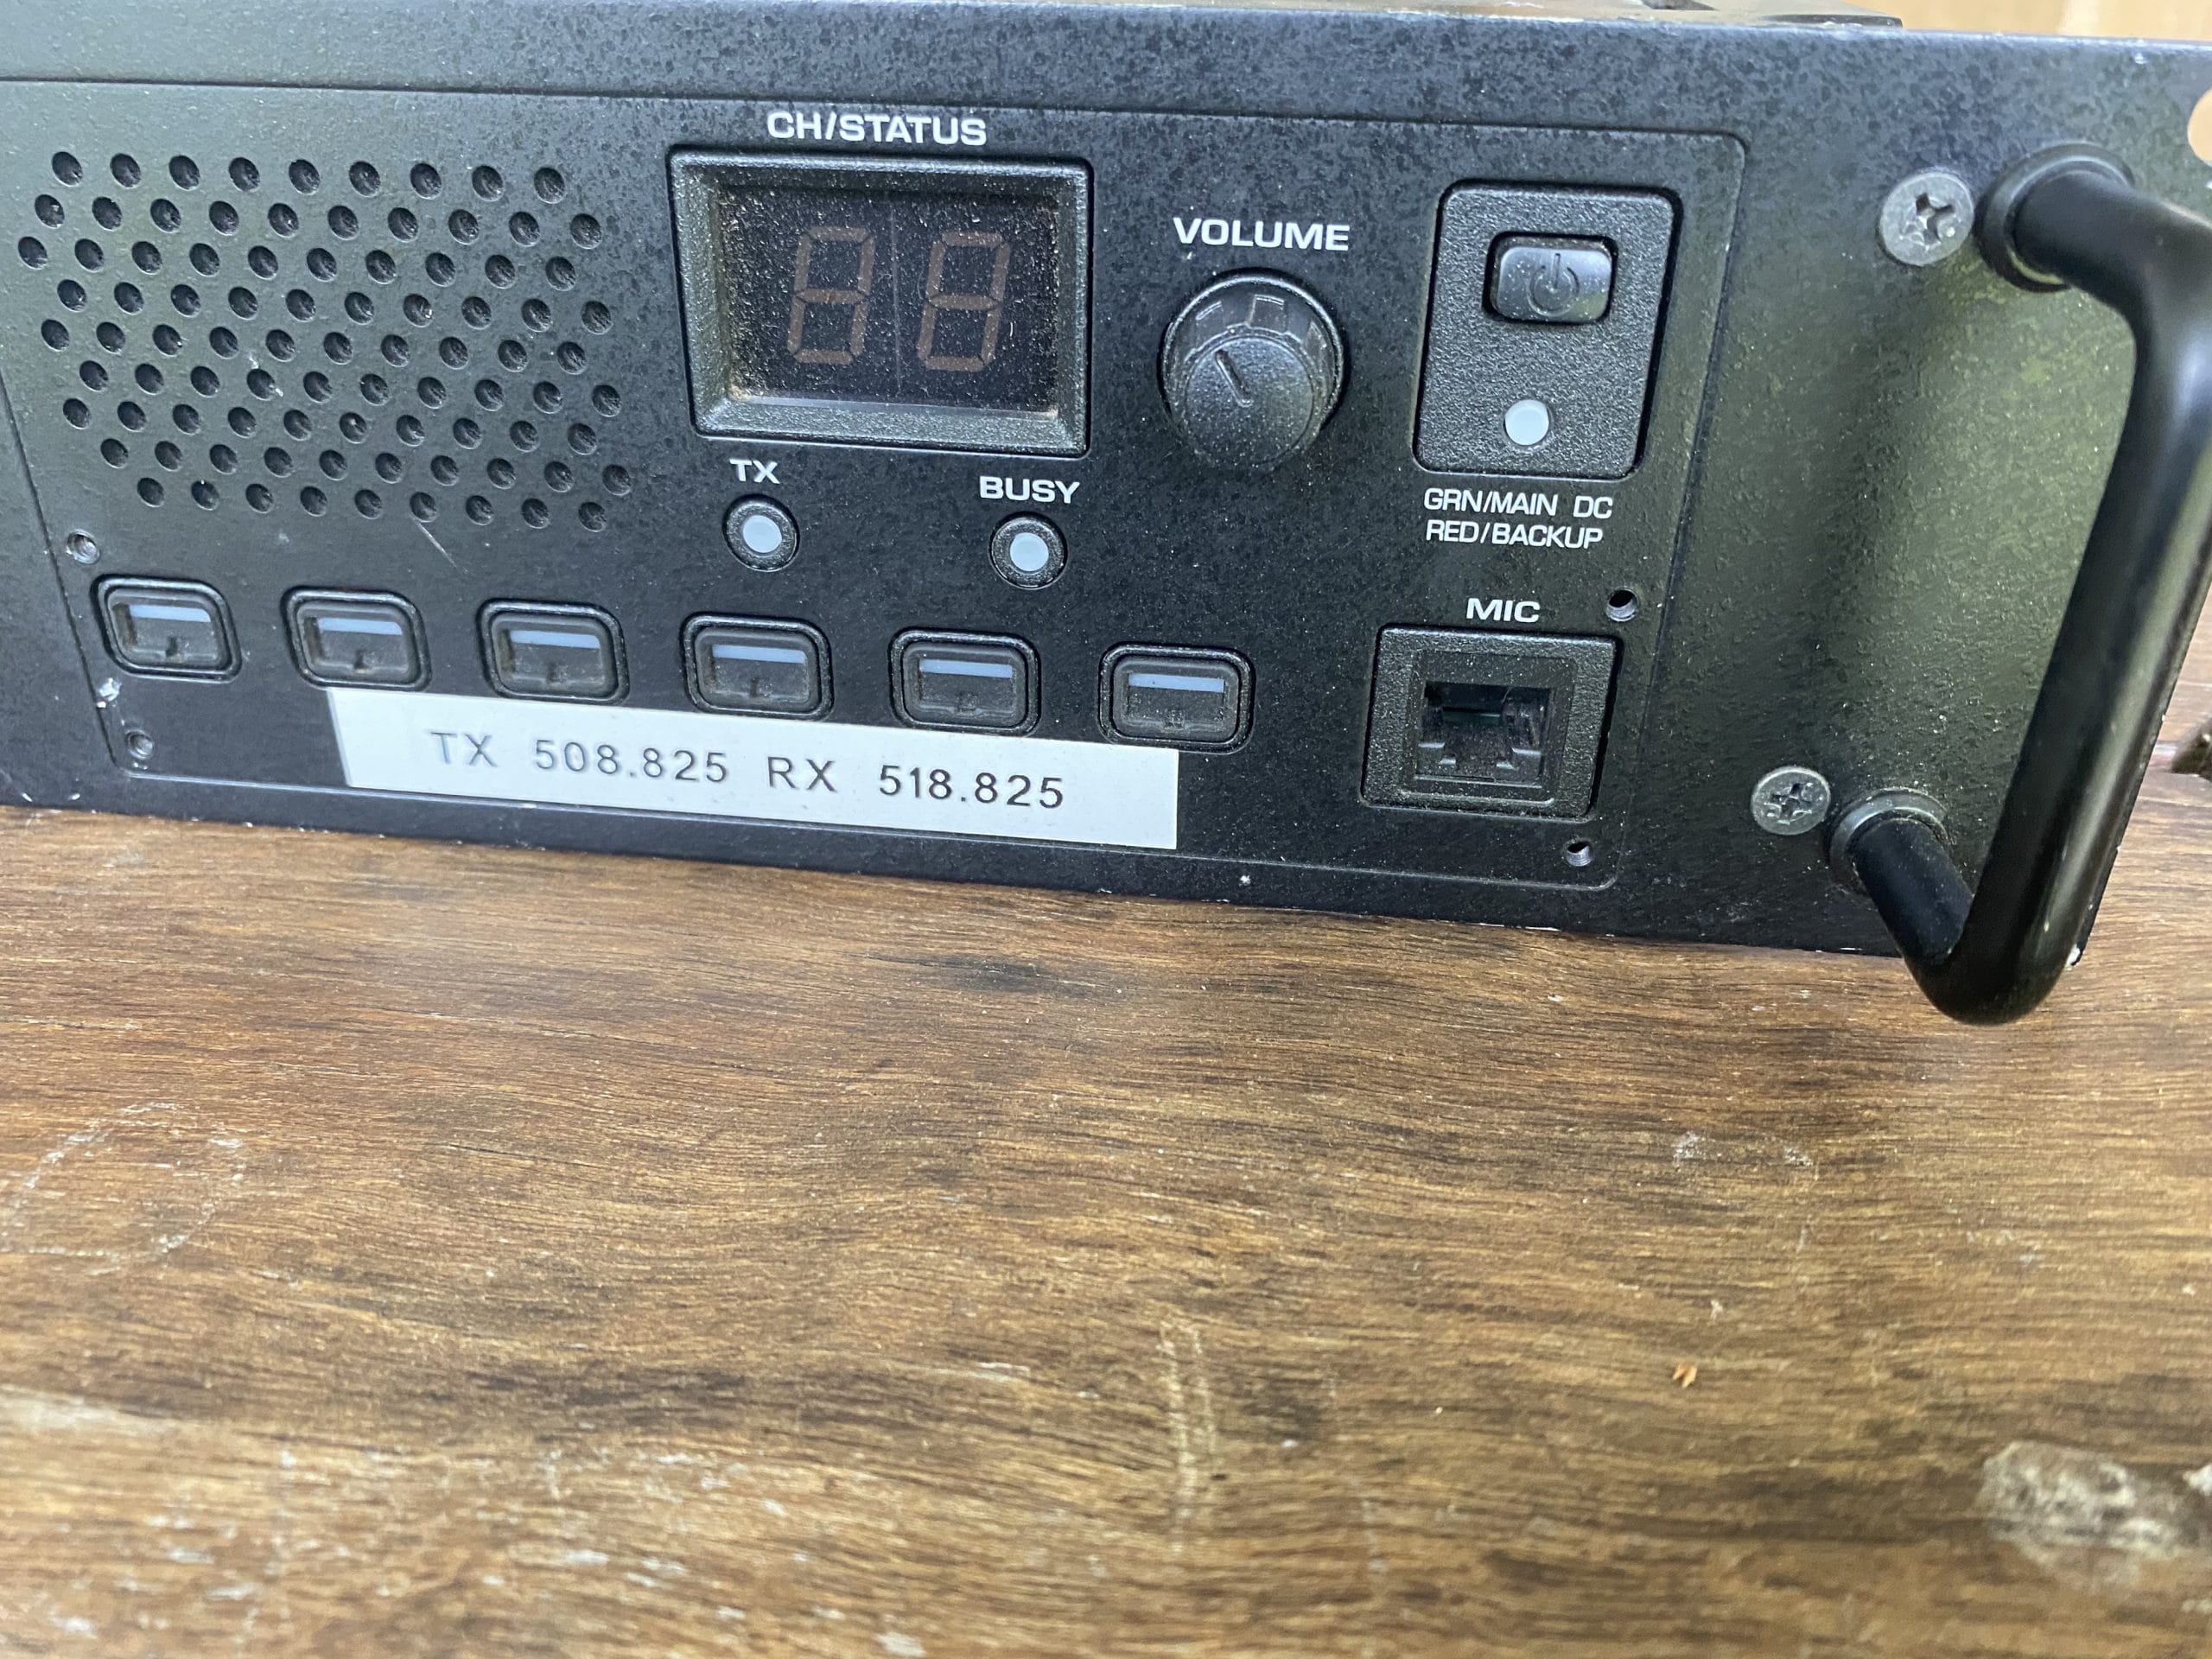 CH/STATUS
VOLUME
TX
BUSY
GRN/MAIN DC
RED/BACKUP
MIC
TX 508.825 RX 518.825